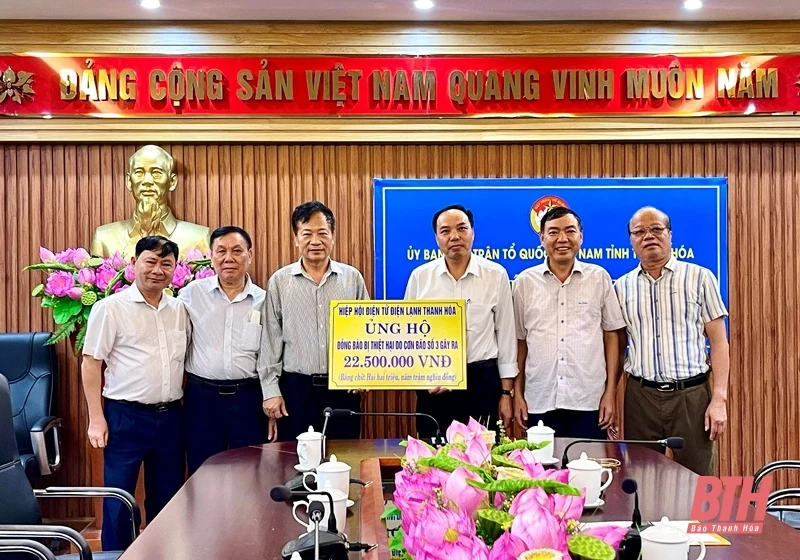 ĐẢNG CỘNG SẢN VIỆT NAM QUANG VINH MUÔN NĂM
ỦY BAN TRẬN TỔ QUỐC NAM TỈNH HÓA
HIỆP HỘI ĐIỆN TỬ ĐIỆN LẠNH THANH HÓA
ỦNG HỘ
ĐỒNG BÀO BỊ THIỆT HẠI DO CƠN BÃO SỐ 3 GÂY RA
22.500.000 VNĐ
(Bằng chữ: Hai hai triệu, năm trăm nghìn đồng)
BTH
Báo Thanh Hóa